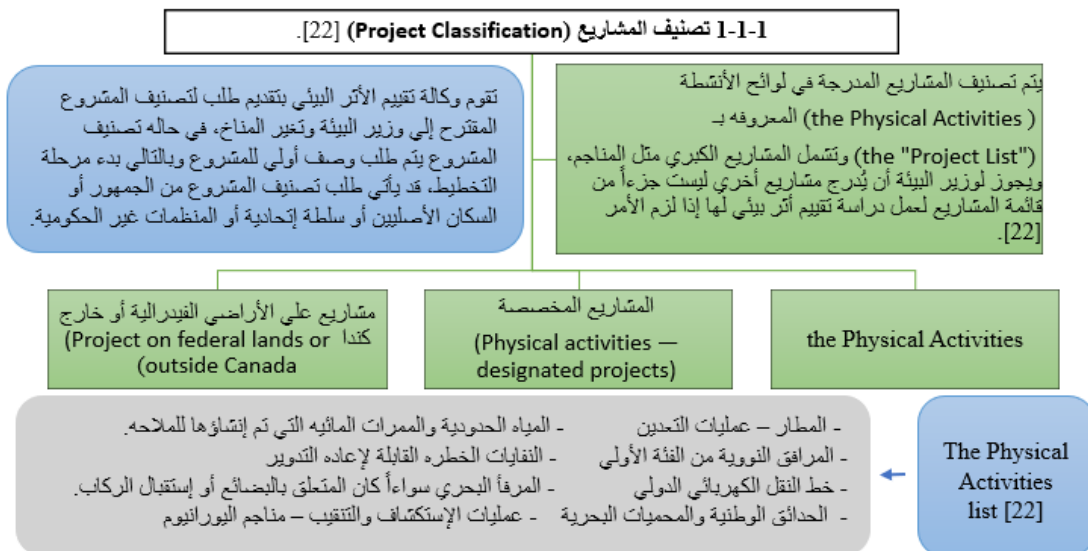 1-1-1 تصنيف المشاريع (Project Classification) [22].
يتم تصنيف المشاريع المدرجة في لوائح الأنشطة
( the Physical Activities) المعروفه بـ
(the "Project List") وتشمل المشاريع الكبري مثل المناجم،
ويجوز لوزير البيئة أن يُدرج مشاريع أخري ليست جزءاً من
قائمة المشاريع لعمل دراسة تقييم أثر بيئي لها إذا لزم الأمر
[22].
تقوم وكالة تقييم الأثر البيئي بتقديم طلب لتصنيف المشروع
المقترح إلي وزير البيئة وتغير المناخ، في حاله تصنيف
المشروع يتم طلب وصف أولي للمشروع وبالتالي بدء مرحلة
التخطيط، قد يأتي طلب تصنيف المشروع من الجمهور أو
السكان الأصليين أو سلطة إتحادية أو المنظمات غير الحكومية.
the Physical Activities
المشاريع المخصصة
(Physical activities —
designated projects)
مشاريع علي الأراضي الفيدرالية أو خارج
كندا Project on federal lands or)
(outside Canada
The Physical
Activities
list [22]
- المطار – عمليات التعدين
- المرافق النووية من الفئة الأولي
- خط النقل الكهربائي الدولي
- الحدائق الوطنية والمحميات البحرية
- المياه الحدودية والممرات المائيه التي تم إنشاؤها للملاحه.
- النفايات الخطره القابلة لإعاده التدوير
- المرفأ البحري سواءاً كان المتعلق بالبضائع أو إستقبال الركاب.
- عمليات الإستكشاف والتنقيب – مناجم اليورانيوم